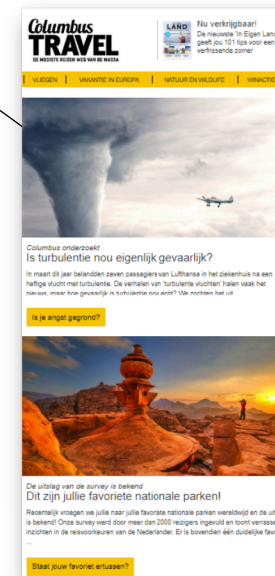 Columbus
TRAVEL
DE MOOISTE REIZEN WEG VAN DE MASSA
LAND
Nu verkrijgbaar!
De nieuwste 'In Eigen Land
geeft jou 101 tips voor een
verfrissende zomer
VLIEGEN
VAKANTIE IN EUROPA
NATUUR EN WILDLIFE
WINACTIE
Columbus onderzoekt
Is turbulentie nou eigenlijk gevaarlijk?
In maart dit jaar belandden zeven passagiers van Lufthansa in het ziekenhuis na een
heftige vlucht met turbulentie. De verhalen van 'turbulente vluchten' halen vaak het
nieuws, maar hoe gevaarlijk is turbulentie nou echt? We zochten het uit
Is je angst gegrond?
De uitslag van de survey is bekend
Dit zijn jullie favoriete nationale parken!
Recentelijk vroegen we jullie naar jullie favoriete nationale parken wereldwijd en de uit
is bekend! Onze survey werd door meer dan 2000 reizigers ingevuld en toont verrasse
inzichten in de reisvoorkeuren van de Nederlander. Er is bovendien één duidelijke favo
...
Staat jouw favoriet ertussen?